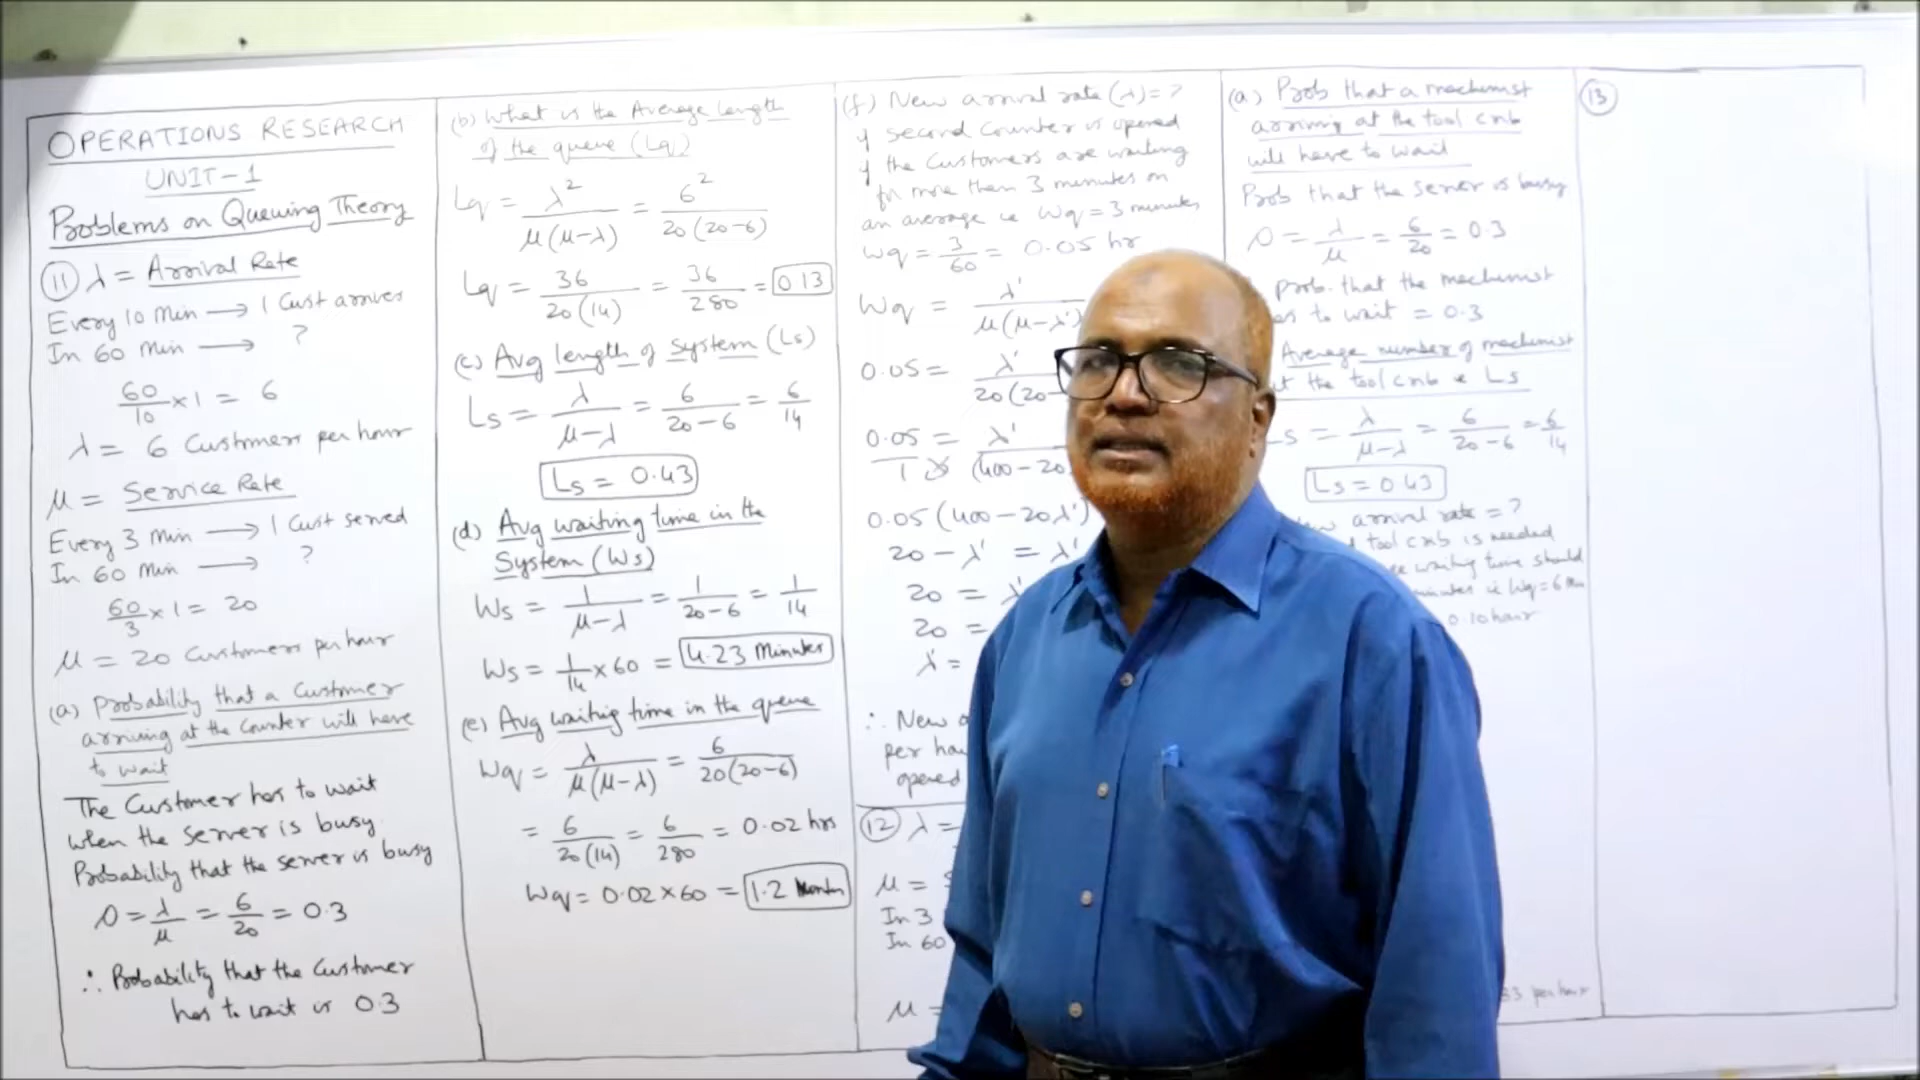 OPERATIONS RESEARCH
UNIT-1
Problems on Queuing Theory
(11) λ = Arrival Rate
Every 10 Min → 1 Cust arrives
In 60 Min → ?
60/10 × 1 = 6
λ = 6 Customers per hour
μ = Service Rate
Every 3 Min → 1 Cust served
In 60 Min → ?
60/3 × 1 = 20
μ = 20 Customers per hour
(a) Probability that a Customer
arriving at the Counter will have
to wait
The Customer has to wait
when the server is busy.
Probability that the server is busy
ρ = λ/μ = 6/20 = 0.3
∴ Probability that the Customer
has to wait is 0.3
(b) What is the Average length
of the queue (Lq)
Lq = λ²/μ(μ-λ) = 6²/20(20-6)
Lq = 36/20(14) = 36/280 = 0.13
(c) Avg length of system (Ls)
Ls = λ/μ-λ = 6/20-6 = 6/14
Ls = 0.43
(d) Avg waiting time in the
System (Ws)
Ws = 1/μ-λ = 1/20-6 = 1/14
Ws = 1/14 × 60 = 4.23 Minutes
(e) Avg waiting time in the queue
Wq = λ/μ(μ-λ) = 6/20(20-6)
= 6/20(14) = 6/280 = 0.02 hrs
Wq = 0.02 × 60 = 1.2
(f) New arrival rate (λ) = ?
if second Counter is opened
if the Customers are waiting
for more than 3 minutes on
an average ie Wq = 3 minutes
Wq = 3/60 = 0.05 hr
Wq = λ'/μ(μ-λ')
0.05 = λ'/20(20-
0.05/1 = λ'/(400-20
0.05(400-20λ')
20 - λ' = λ'
20 = λ'
20 =
λ' =
∴ New
per
opened
(12) λ =
μ =
In 3
In 60
μ =
(a) Prob that a mechinist
arriving at the tool crib
will have to wait
Prob that the server is busy
ρ = λ/μ = 6/20 = 0.3
prob. that the mechinist
to wait = 0.3
Average number of mechinist
at the tool crib is Ls
= λ/μ-λ = 6/20-6 = 6/14
Ls = 0.43
arrival rate = ?
tool crib is needed
waiting time should
minutes ie Wq = 6 Min
0.10 hour
33 per hour
(13)